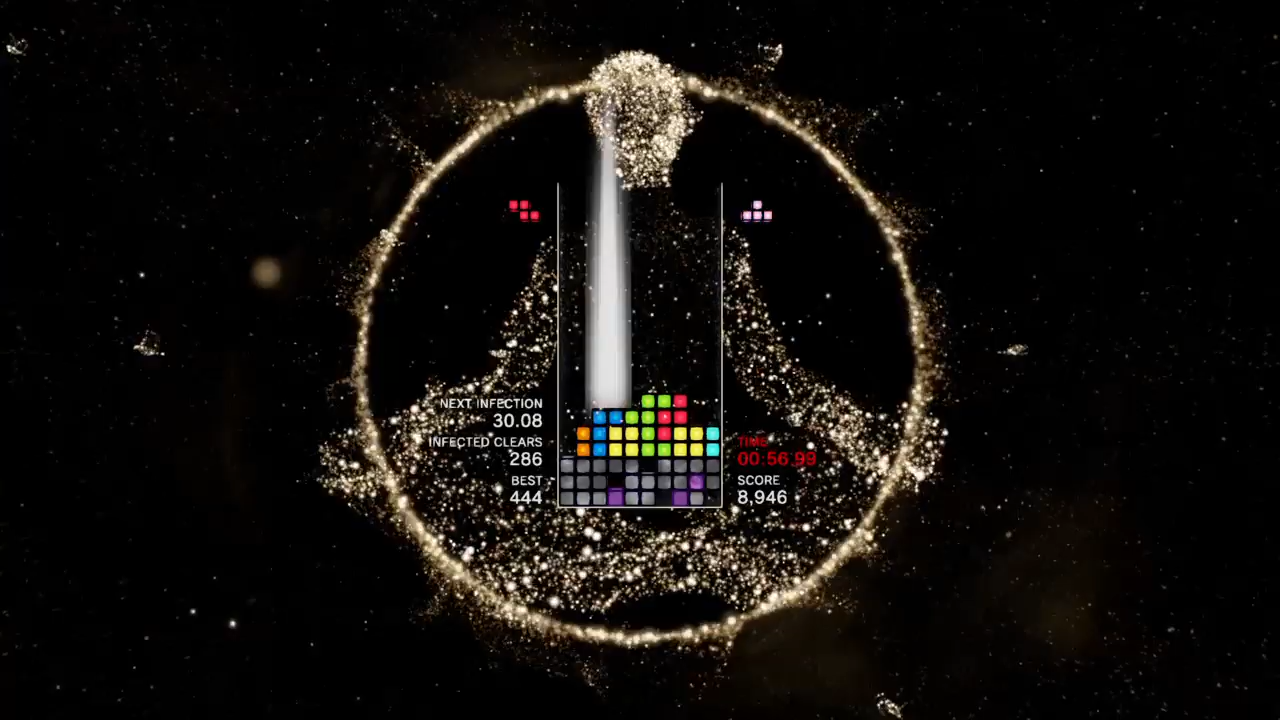 NEXT INFECTION
30.08
INFECTED CLEARS
286
BEST
444
TIME
00:56.99
SCORE
8,946